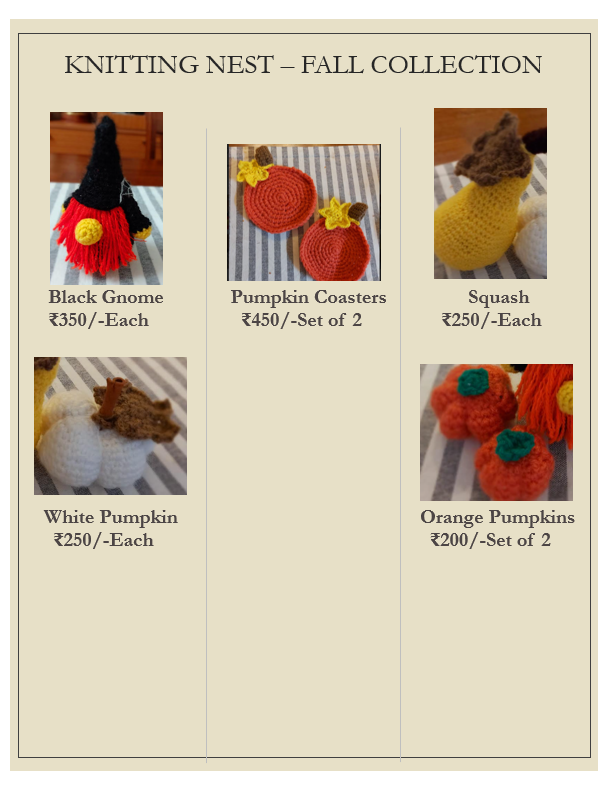 KNITTING NEST – FALL COLLECTION
Black Gnome
₹350/-Each
Pumpkin Coasters
₹450/-Set of 2
Squash
₹250/-Each
White Pumpkin
₹250/-Each
Orange Pumpkins
₹200/-Set of 2